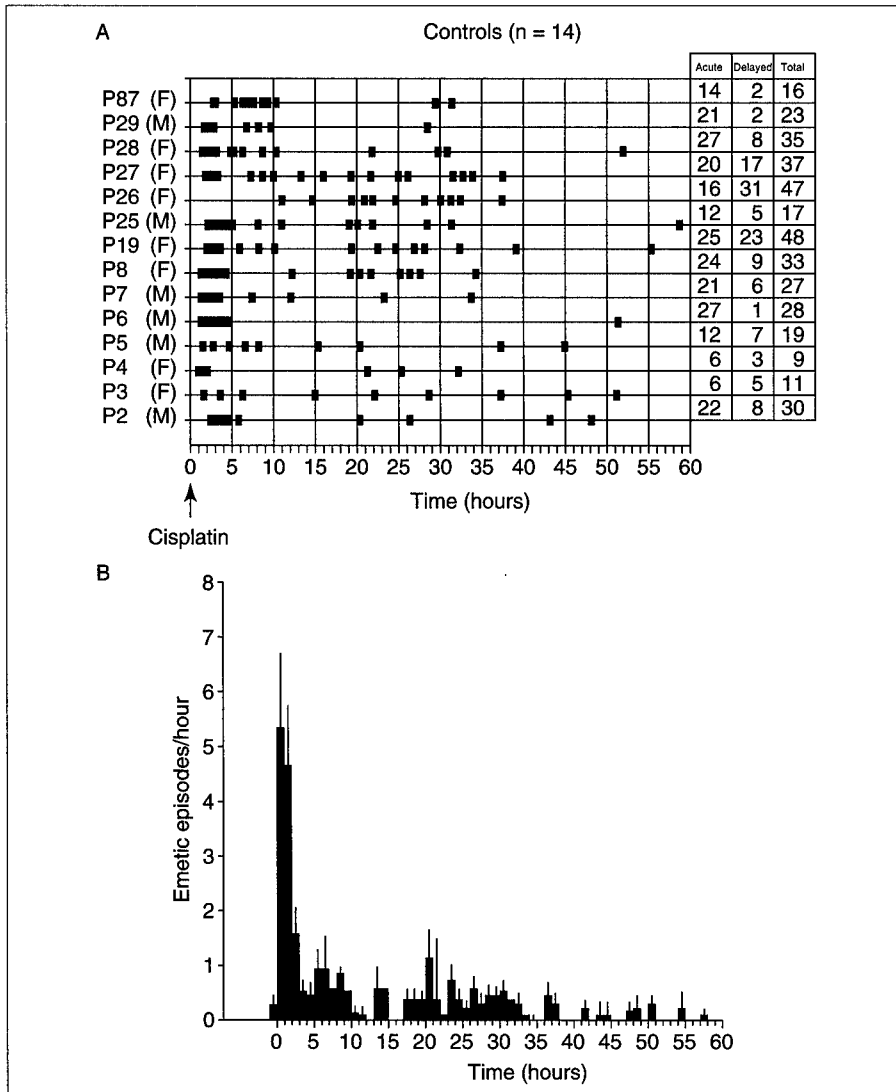 A
Controls (n = 14)
Acute Delayed Total
P87 (F) 14 2 16
P29 (M) 21 2 23
P28 (F) 27 8 35
P27 (F) 20 17 37
P26 (F) 16 31 47
P25 (M) 12 5 17
P19 (F) 25 23 48
P8 (F) 24 9 33
P7 (M) 21 6 27
P6 (M) 27 1 28
P5 (M) 12 7 19
P4 (F) 6 3 9
P3 (F) 6 5 11
P2 (M) 22 8 30
0 5 10 15 20 25 30 35 40 45 50 55 60
Time (hours)
Cisplatin
B
8
7
6
5
4
3
2
1
0
Emetic episodes/hour
0 5 10 15 20 25 30 35 40 45 50 55 60
Time (hours)